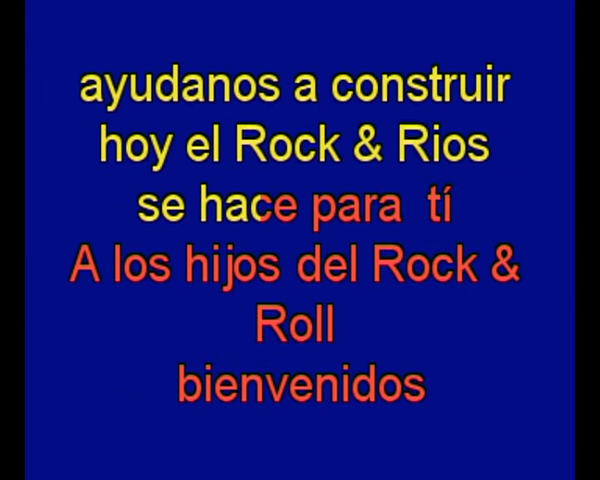 ayudanos a construir
hoy el Rock & Rios
se hace para tí
A los hijos del Rock &
Roll
bienvenidos